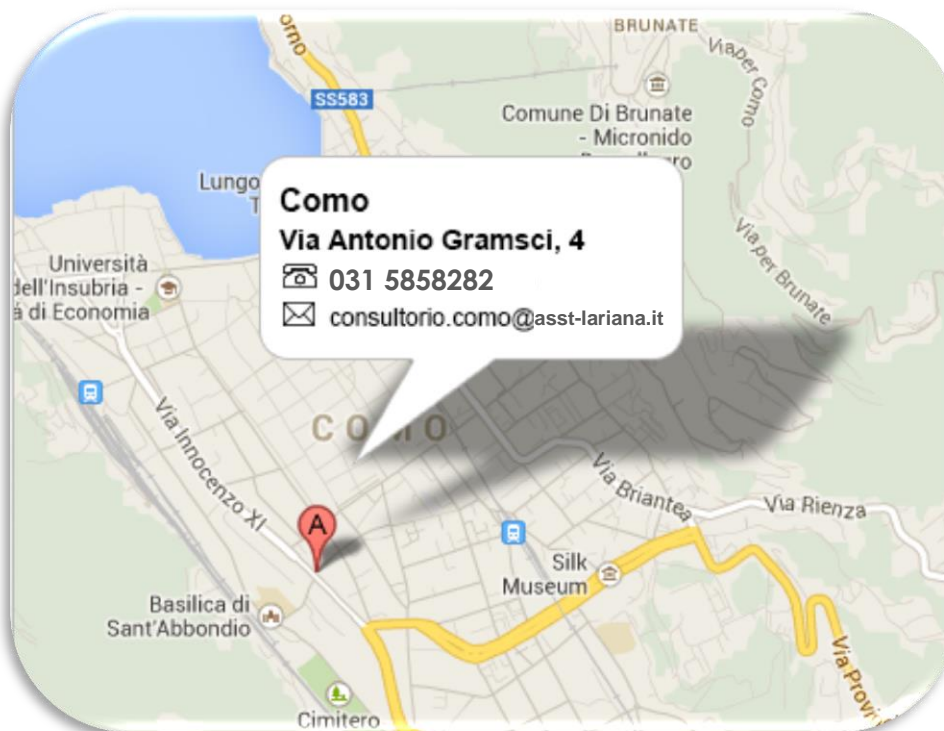 BRUNATE
Via per Como
orno
SS583
Comune Di Brunate
- Micronido
Lungo
Como
Via Antonio Gramsci, 4
031 5858282
consultorio.como@asst-lariana.it
Università
dell'Insubria -
à di Economia
Via per Brunate
COMO
Via Innocenzo XI
A
Via Briantea
Via Rienza
Silk
Museum
Basilica di
Sant'Abbondio
Cimitero
Via Provin